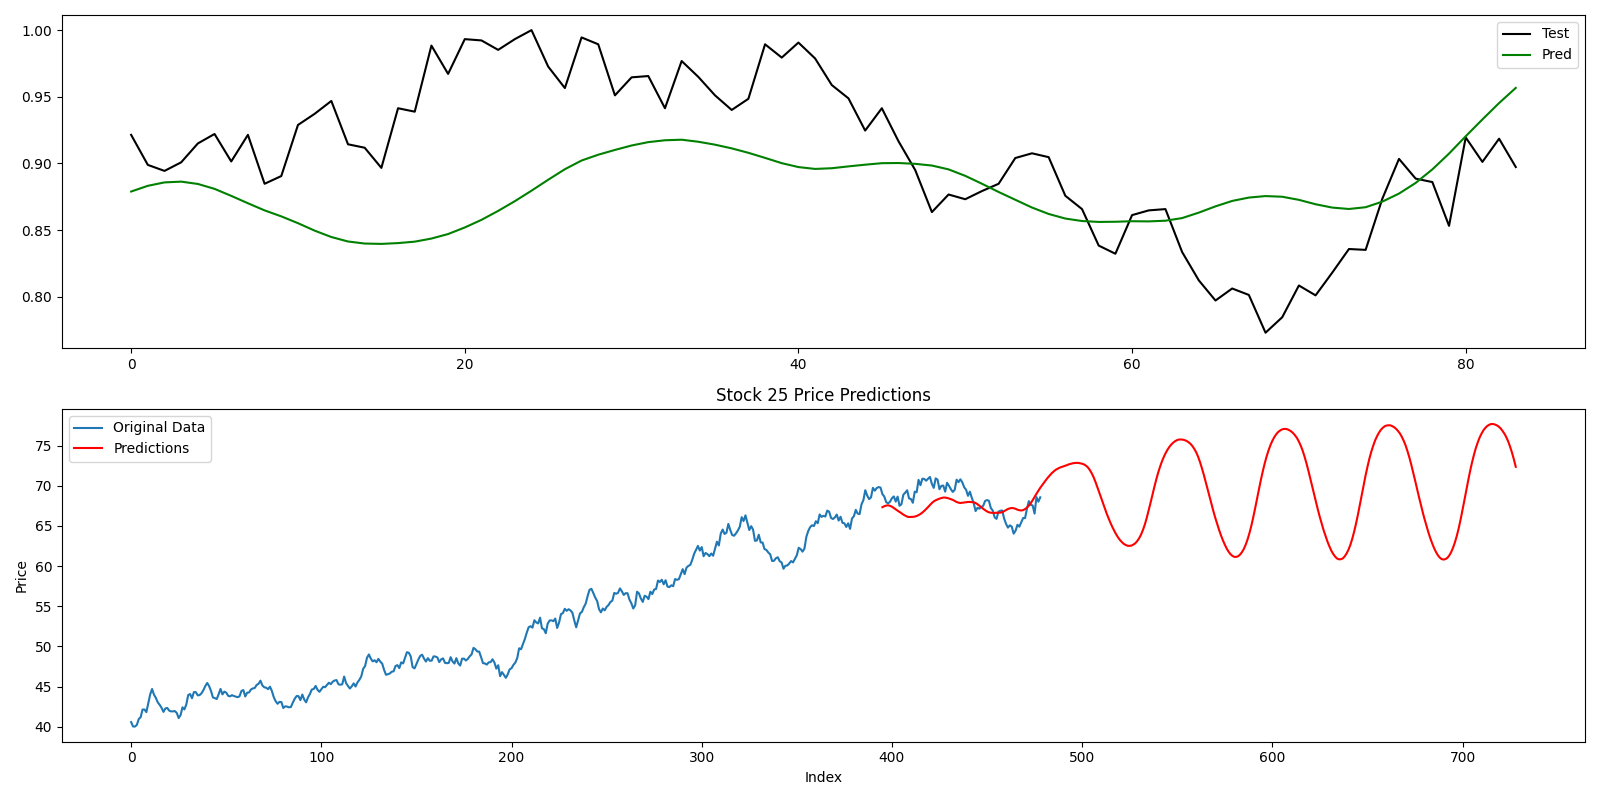 1.00
0.95
0.90
0.85
0.80
Test
Pred
0 20 40 60 80
Stock 25 Price Predictions
Original Data
Predictions
Price
75
70
65
60
55
50
45
40
0 100 200 300 400 500 600 700
Index